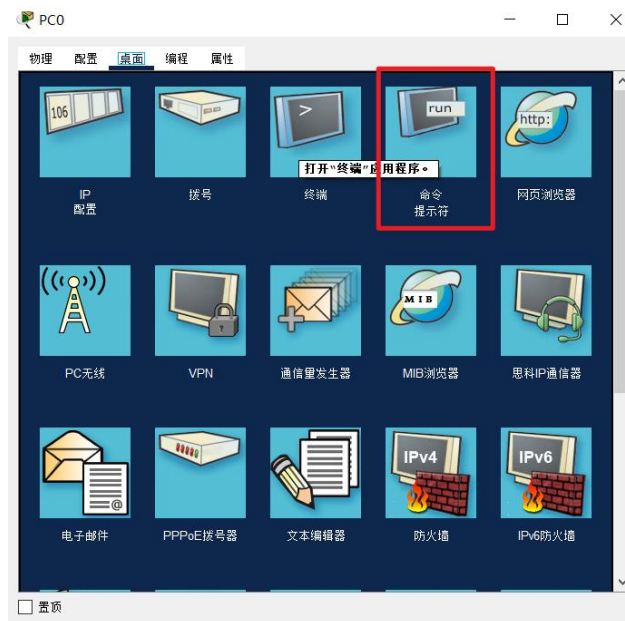 PC0
物理 配置 桌面 编程 属性
106
>
run
http:
打开“终端”应用程序。
IP
配置
拨号
终端
命令
提示符
网页浏览器
MIB
PC无线
VPN
通信量发生器
MIB浏览器
思科IP通信器
@
IPv4
IPv6
电子邮件
PPPoE拨号器
文本编辑器
防火墙
IPv6防火墙
置顶